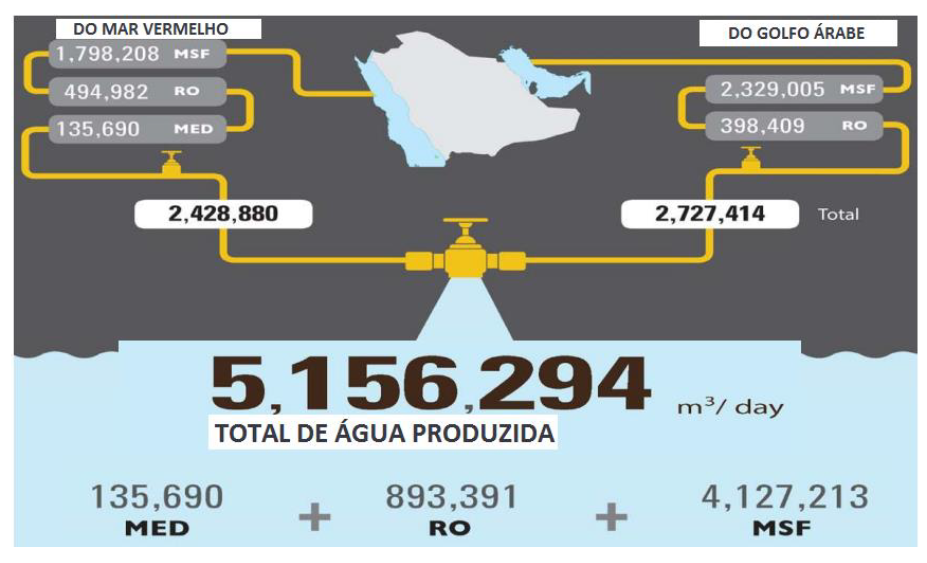 DO MAR VERMELHO
1,798,208 MSF
494,982 RO
135,690 MED
2,428,880
DO GOLFO ÁRABE
2,329,005 MSF
398,409 RO
2,727,414 Total
5,156,294 m³/ day
TOTAL DE ÁGUA PRODUZIDA
135,690 + 893,391 + 4,127,213
MED RO MSF